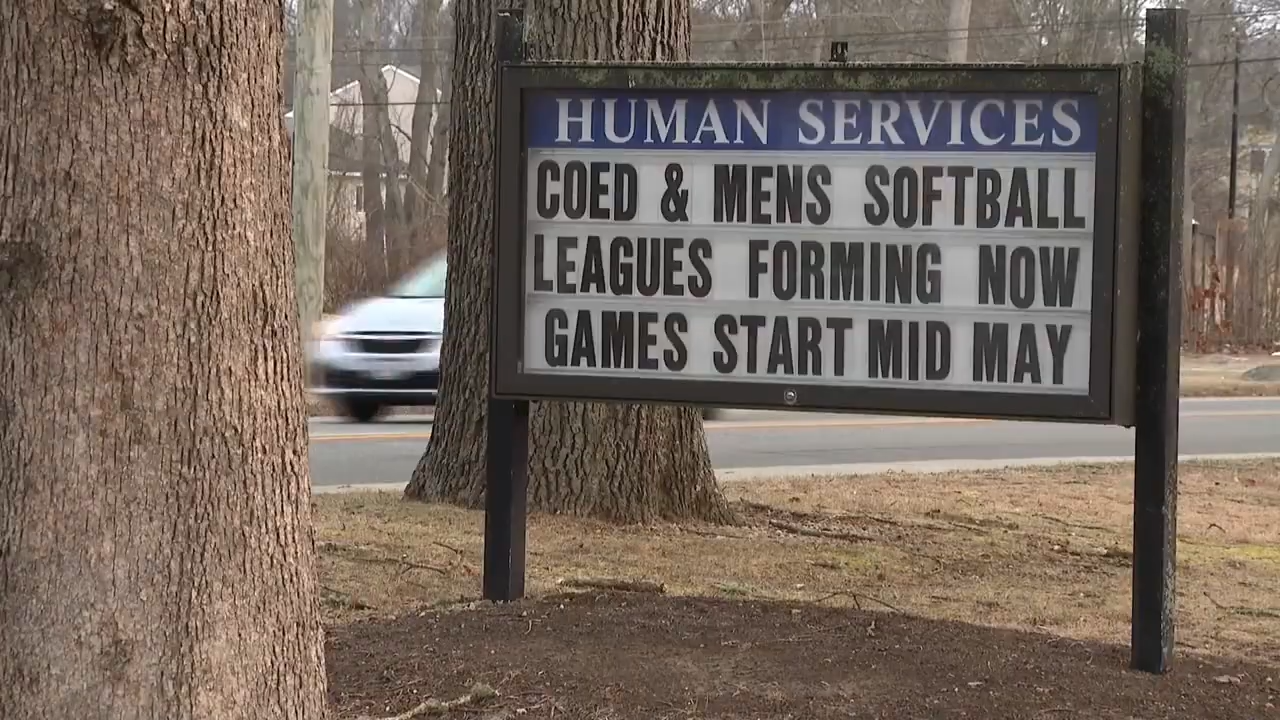 HUMAN SERVICES
COED & MENS SOFTBALL
LEAGUES FORMING NOW
GAMES START MID MAY